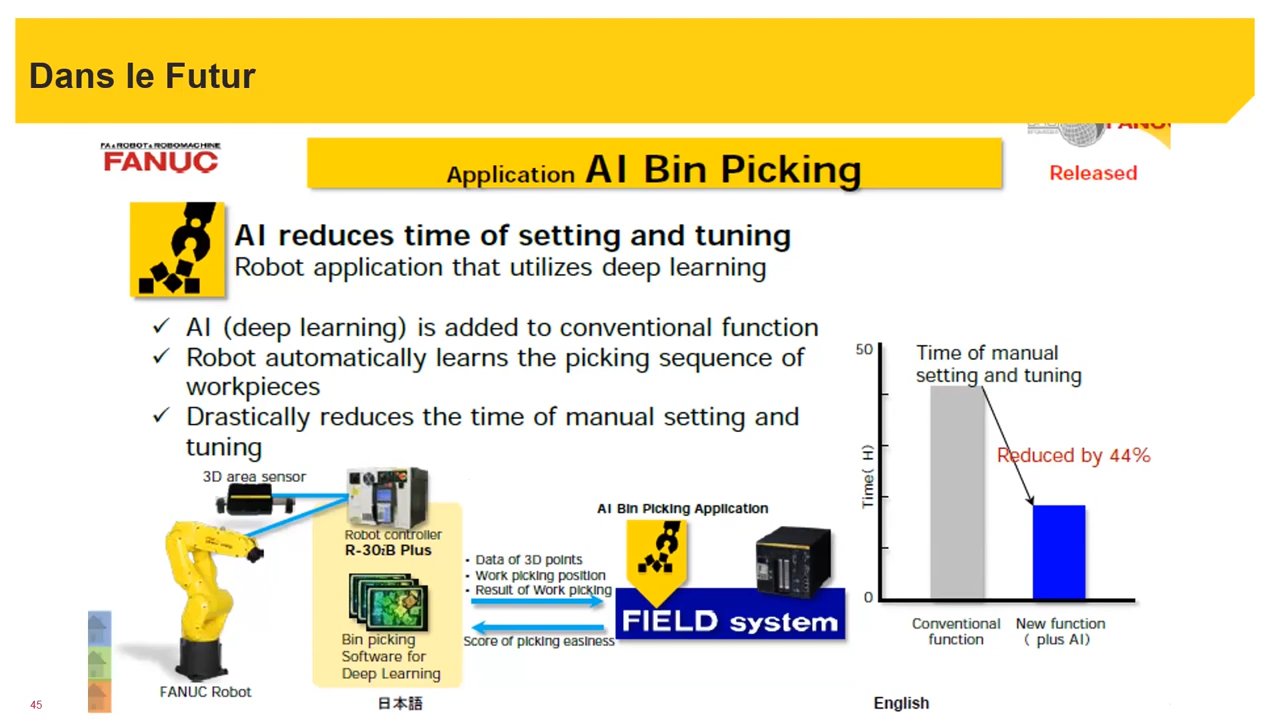 Dans le Futur
FA & ROBOT & ROBOMACHINE
FANUC
Application AI Bin Picking
FANUC
Released
AI reduces time of setting and tuning
Robot application that utilizes deep learning
✓ AI (deep learning) is added to conventional function
✓ Robot automatically learns the picking sequence of
workpieces
✓ Drastically reduces the time of manual setting and
tuning
3D area sensor
Robot controller
R-30iB Plus
Bin picking
Software for
Deep Learning
FANUC Robot
• Data of 3D points
• Work picking position
• Result of Work picking
Score of picking easiness
AI Bin Picking Application
FIELD system
50
Time of manual
setting and tuning
Reduced by 44%
Time( H)
0
Conventional
function
New function
( plus AI)
45
日本語
English